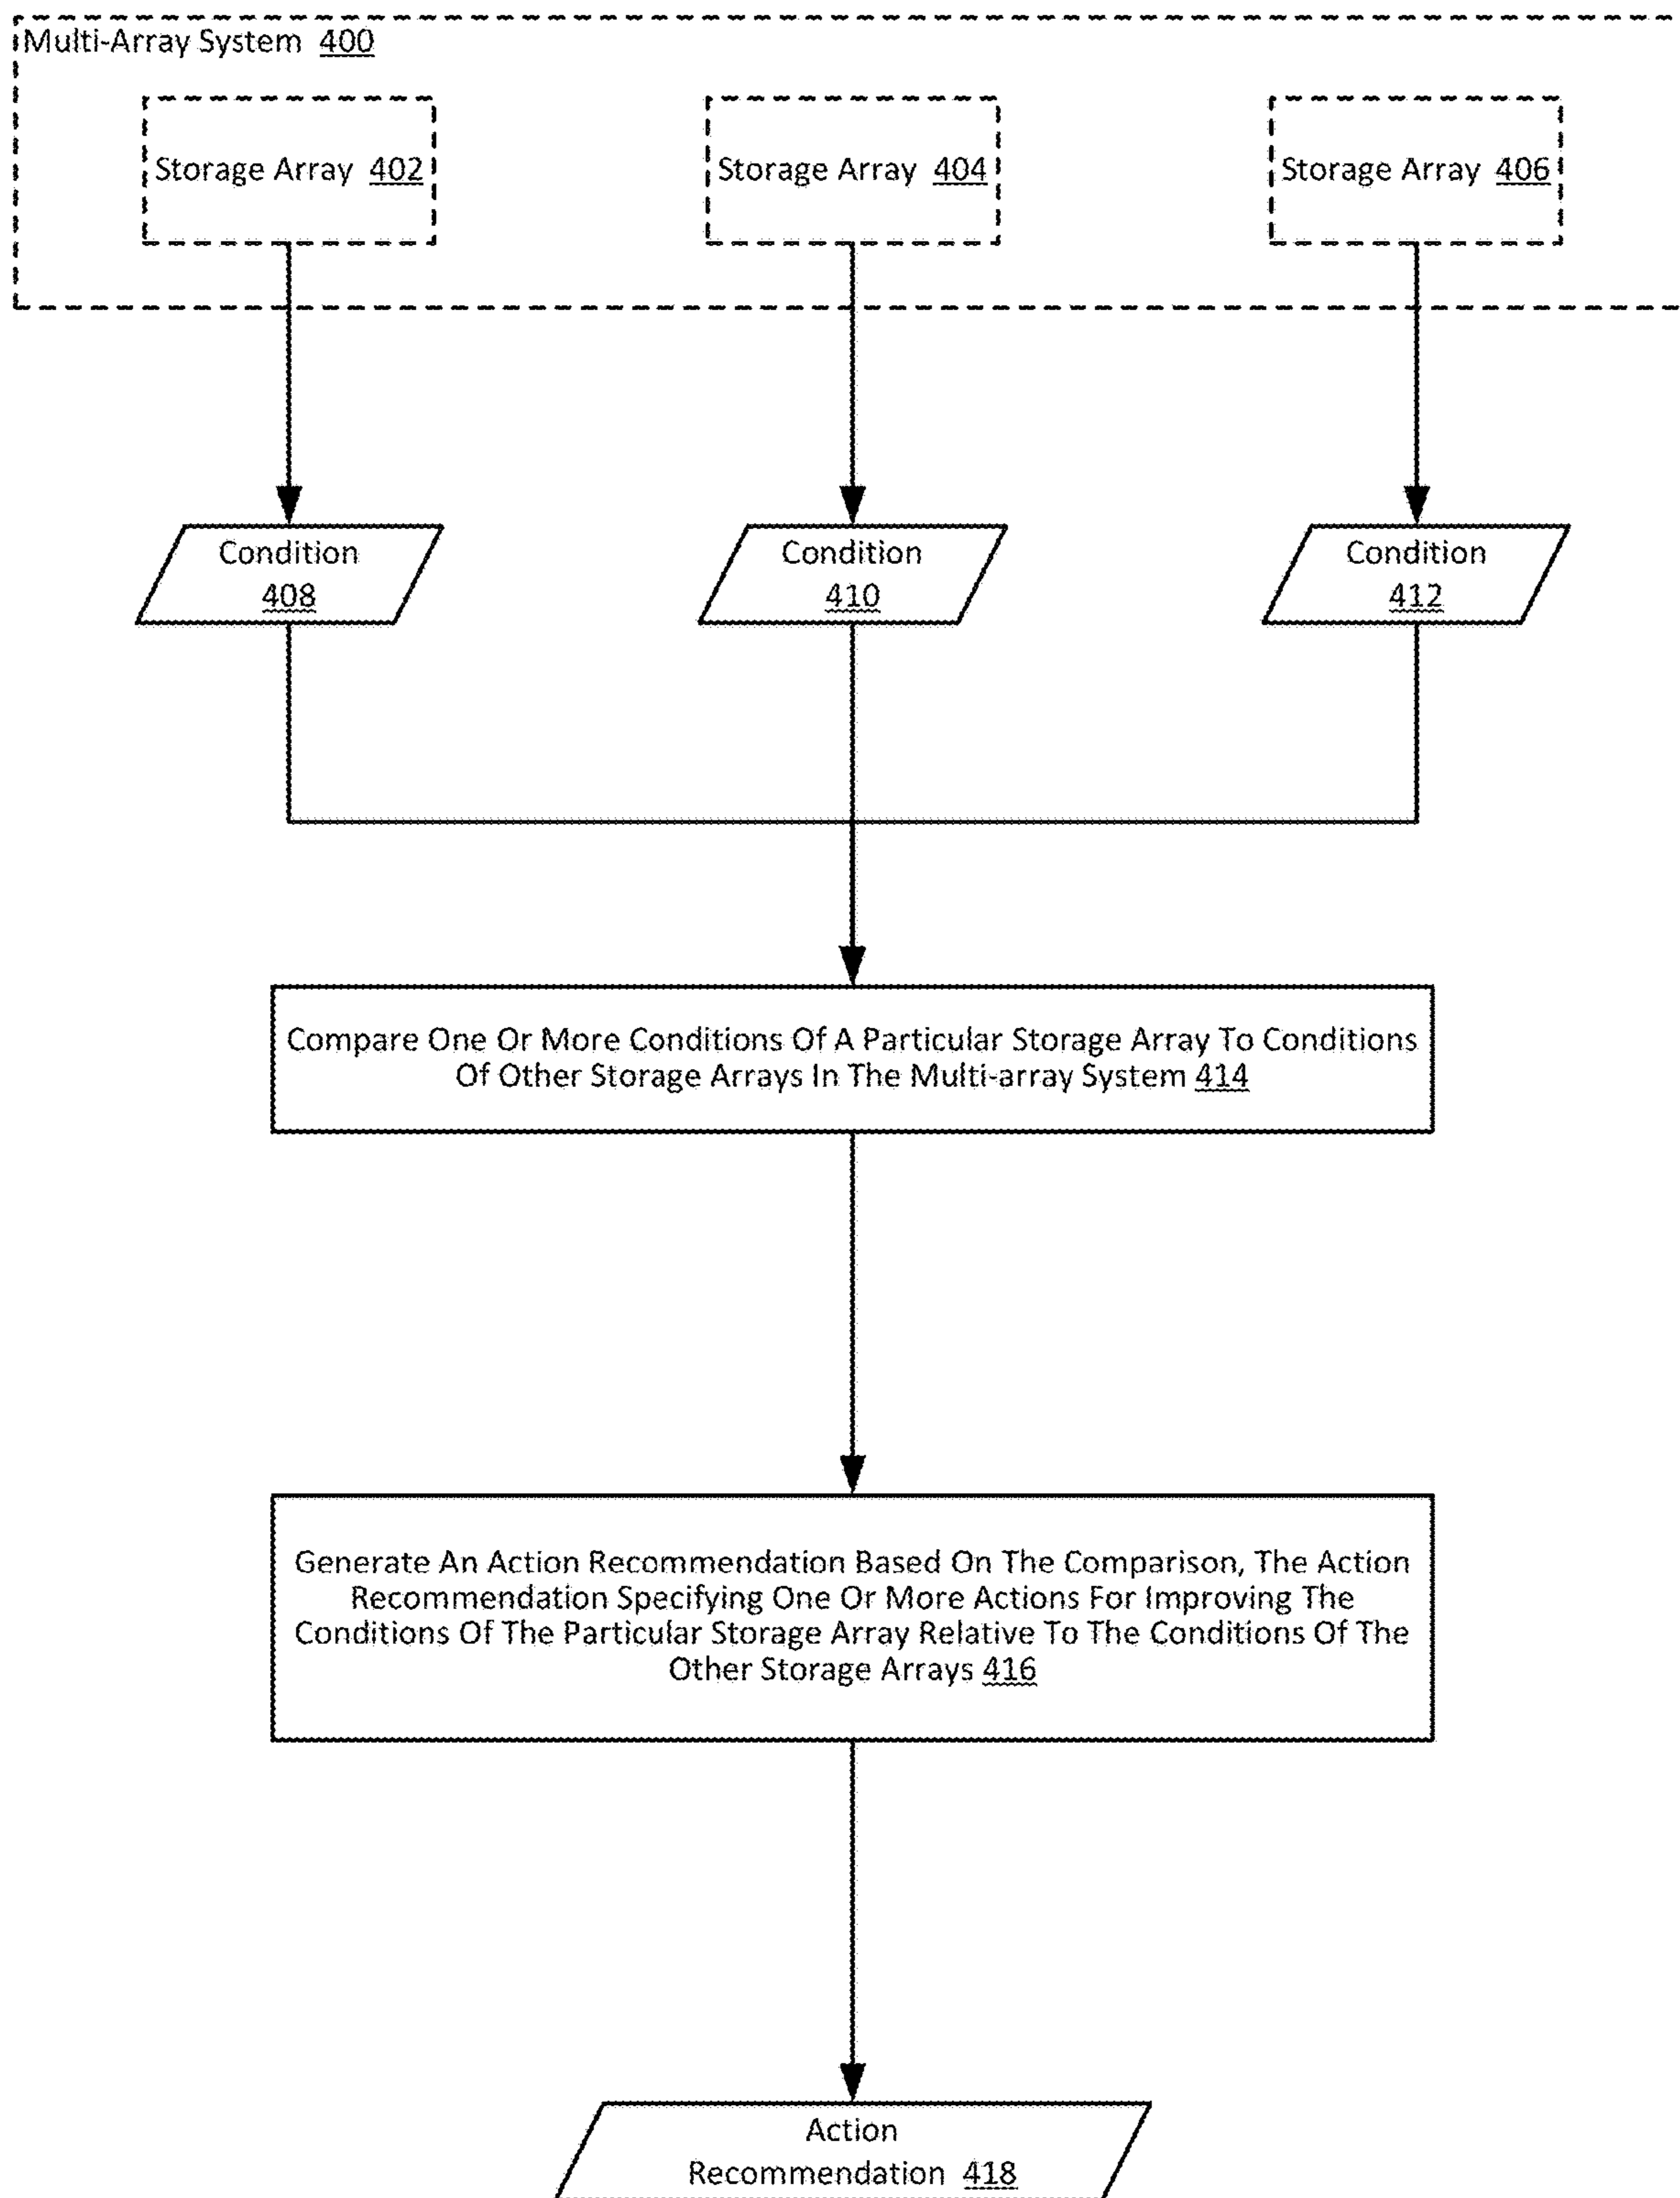 Multi-Array System 400
Storage Array 402
Storage Array 404
Storage Array 406
Condition
408
Condition
410
Condition
412
Compare One Or More Conditions Of A Particular Storage Array To Conditions
Of Other Storage Arrays In The Multi-array System 414
Generate An Action Recommendation Based On The Comparison, The Action
Recommendation Specifying One Or More Actions For Improving The
Conditions Of The Particular Storage Array Relative To The Conditions Of The
Other Storage Arrays 416
Action
Recommendation 418